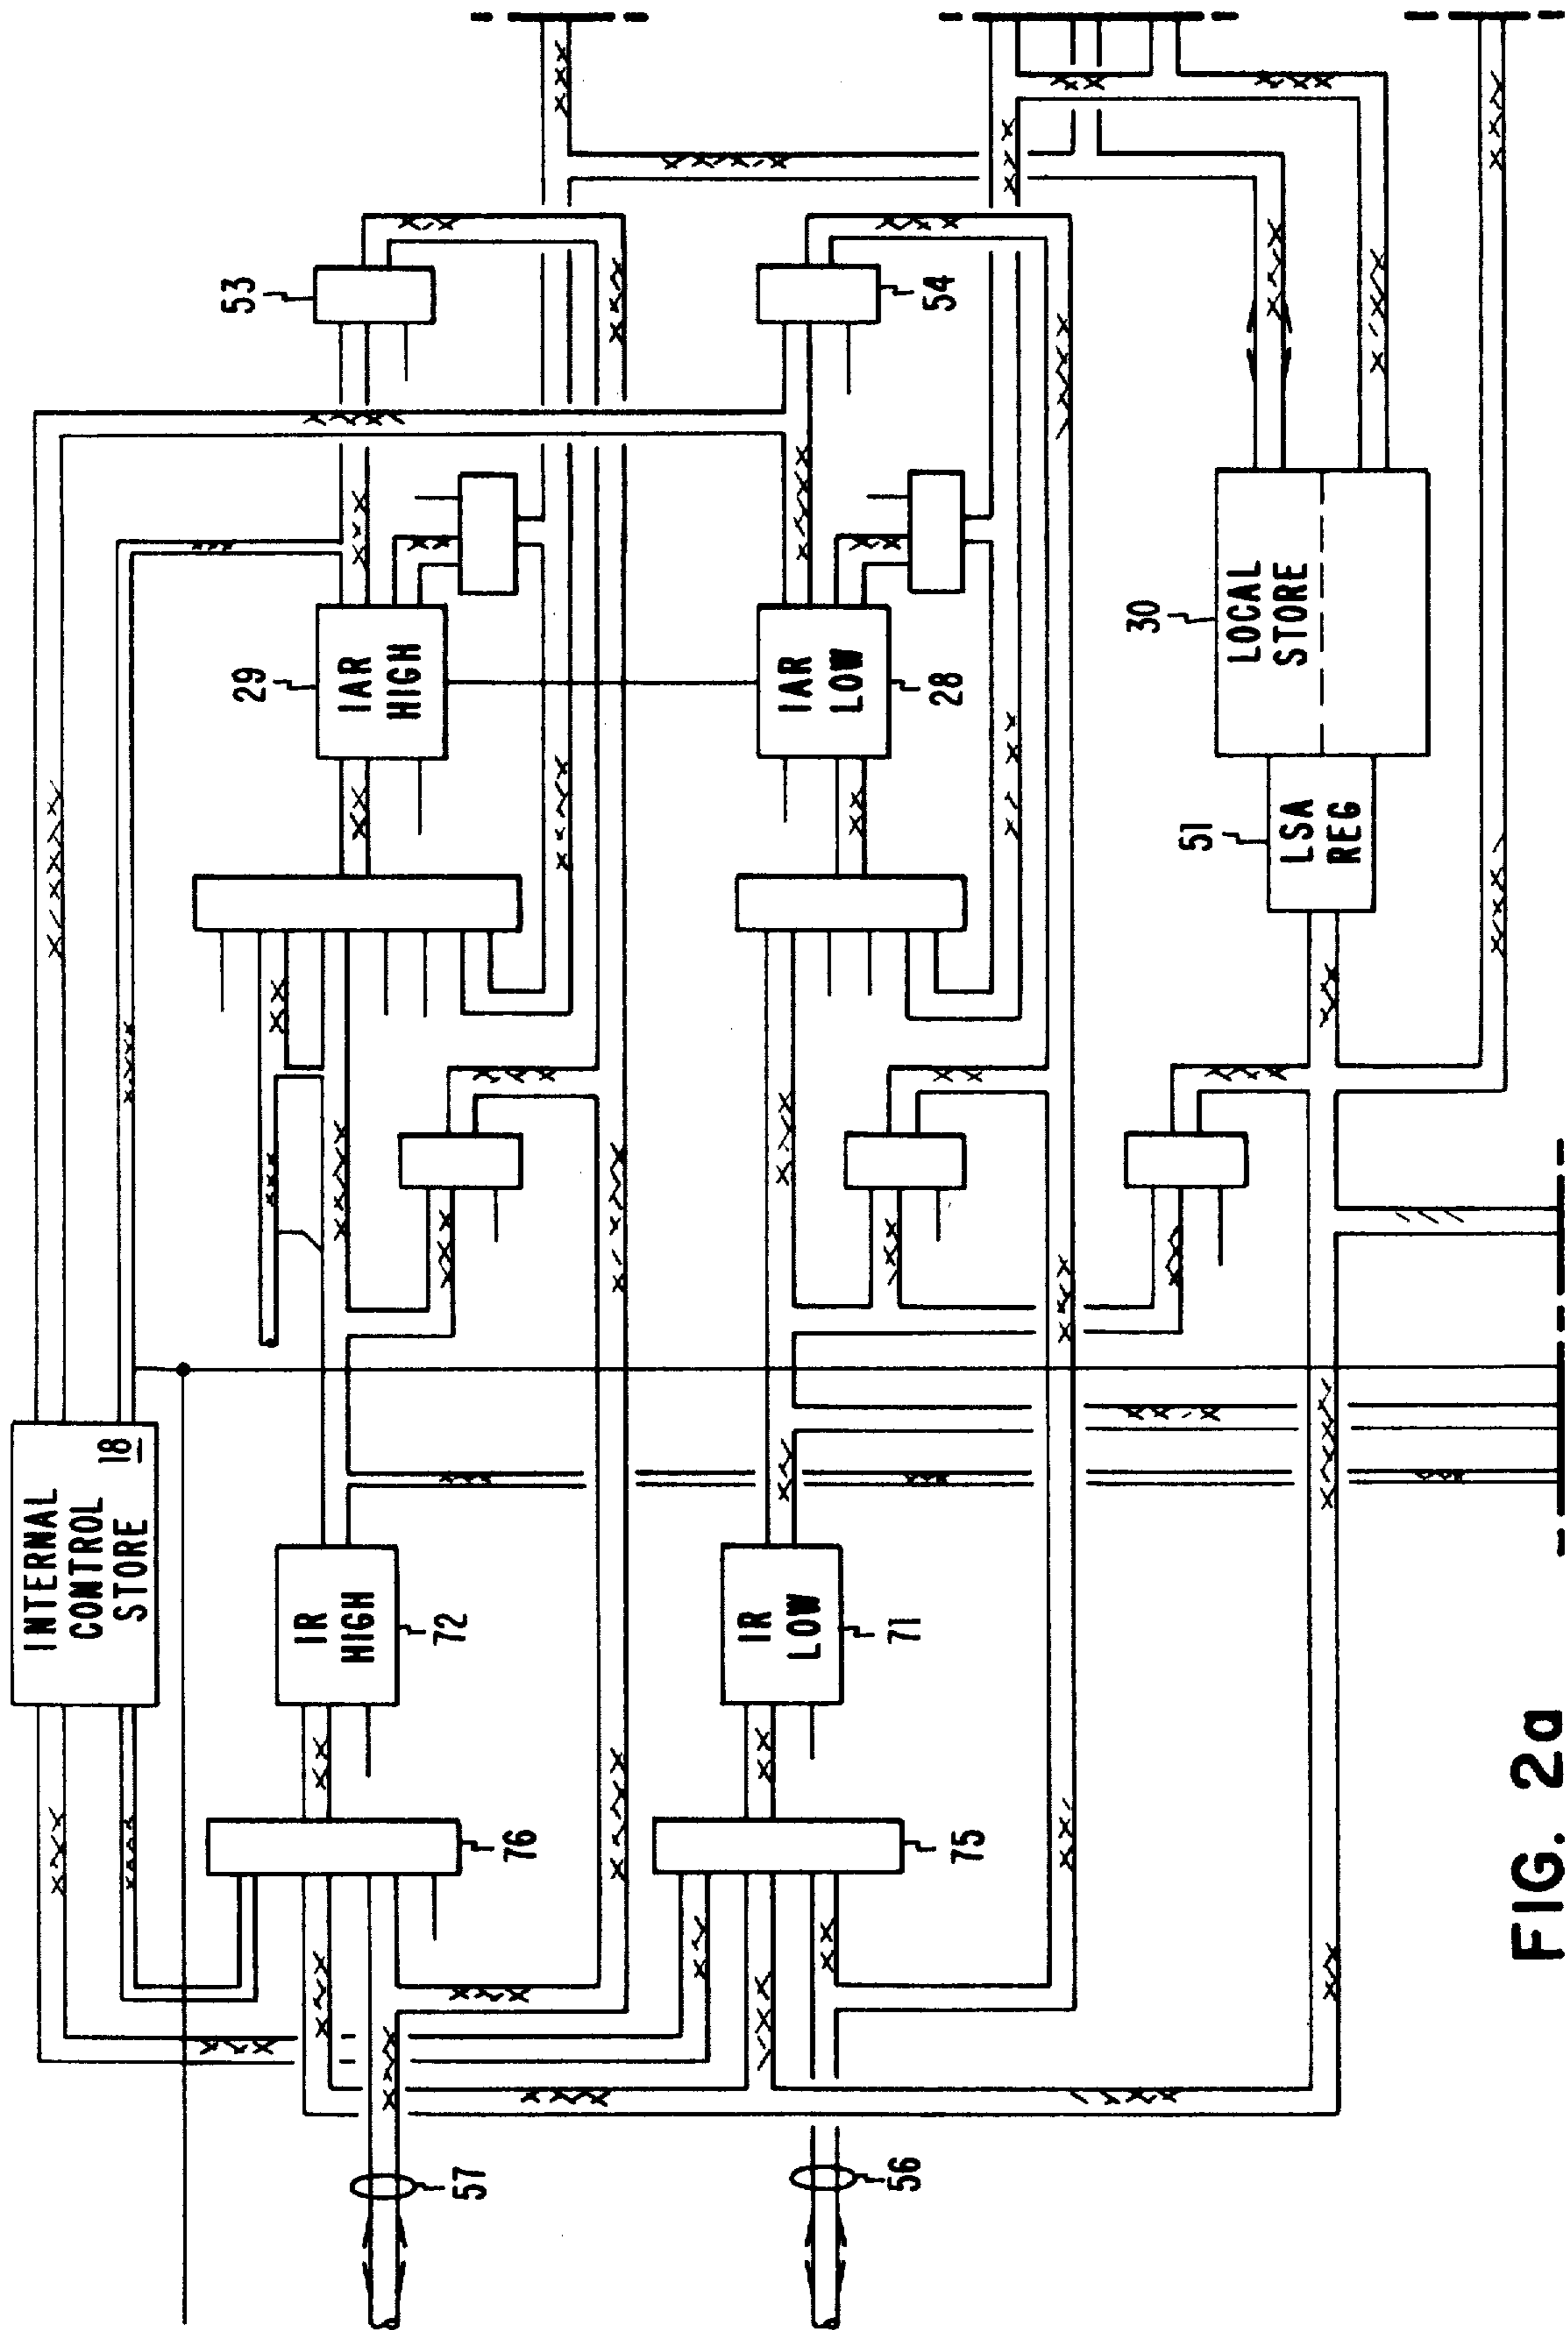 INTERNAL
CONTROL
STORE 18
57
76
IR
HIGH
72
29
IAR
HIGH
53
56
75
IR
LOW
71
IAR
LOW
28
54
51
LSA
REG
30
LOCAL
STORE
FIG. 2a